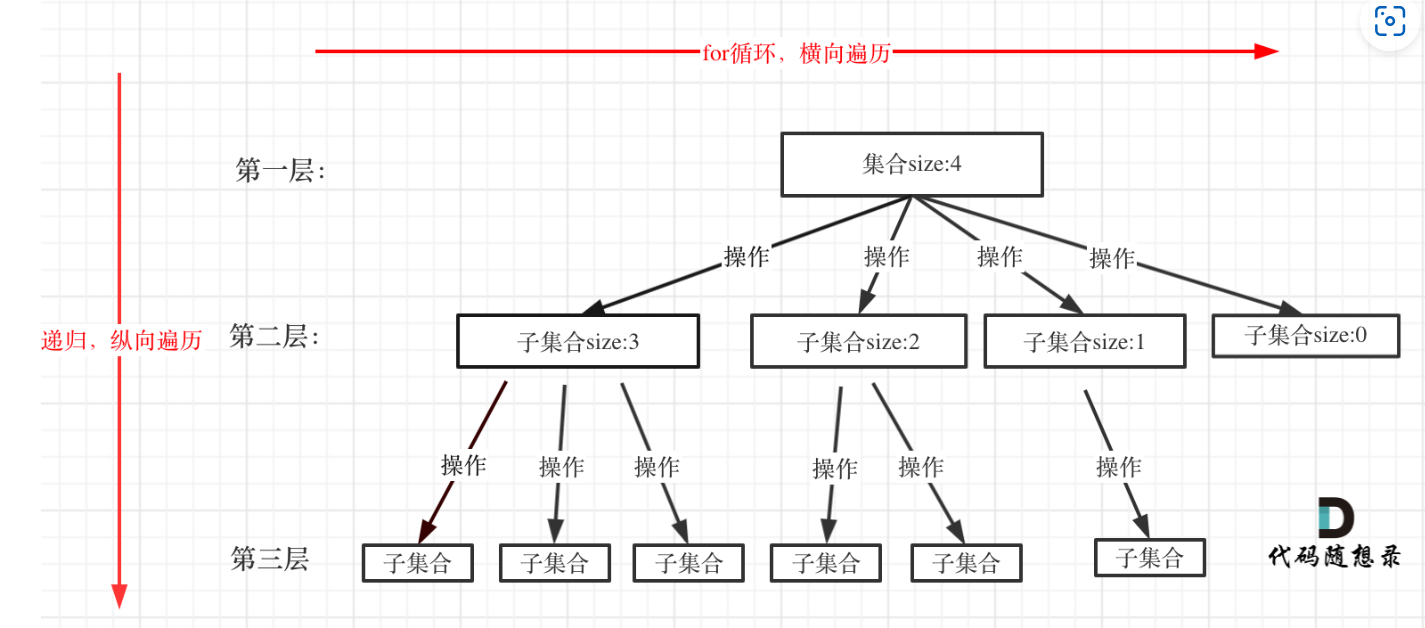 for循环，横向遍历
第一层：
集合size:4
操作 操作 操作 操作
递归，纵向遍历
第二层：
子集合size:3 子集合size:2 子集合size:1 子集合size:0
操作 操作 操作 操作 操作 操作
第三层
子集合 子集合 子集合 子集合 子集合 子集合
D
代码随想录